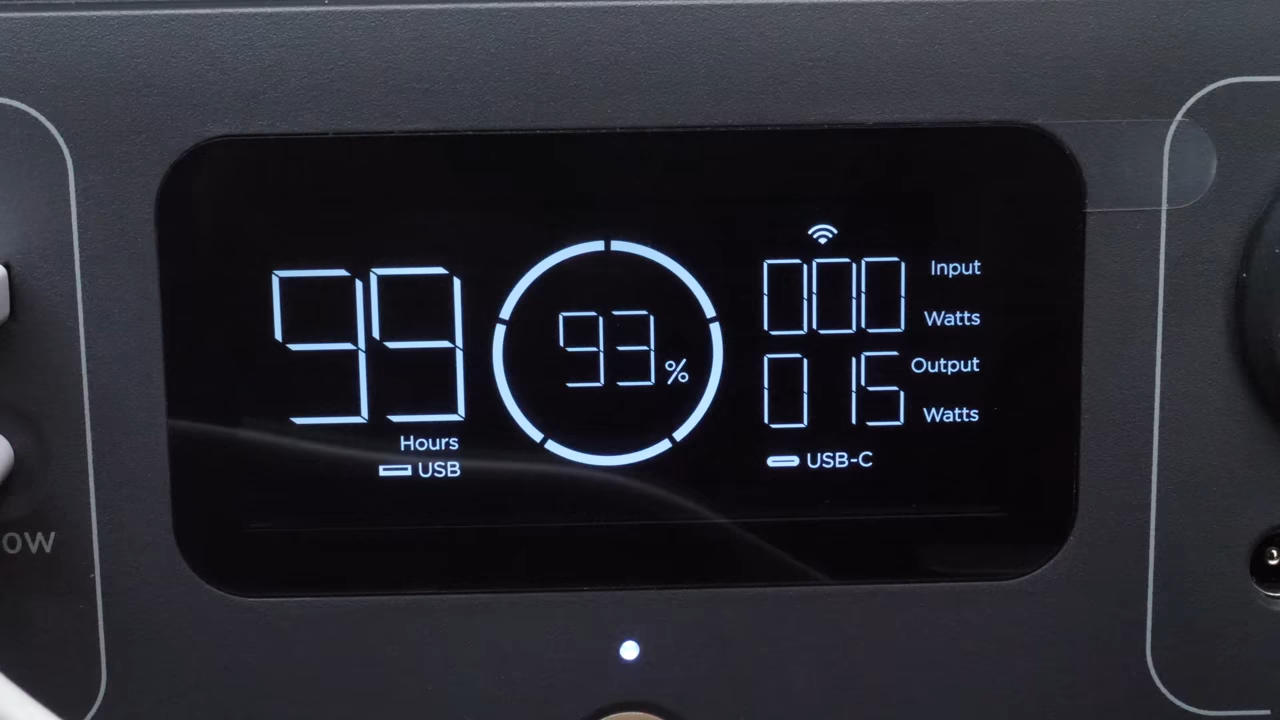 99
Hours
USB
93%
000 Input
Watts
015 Output
Watts
USB-C
OW